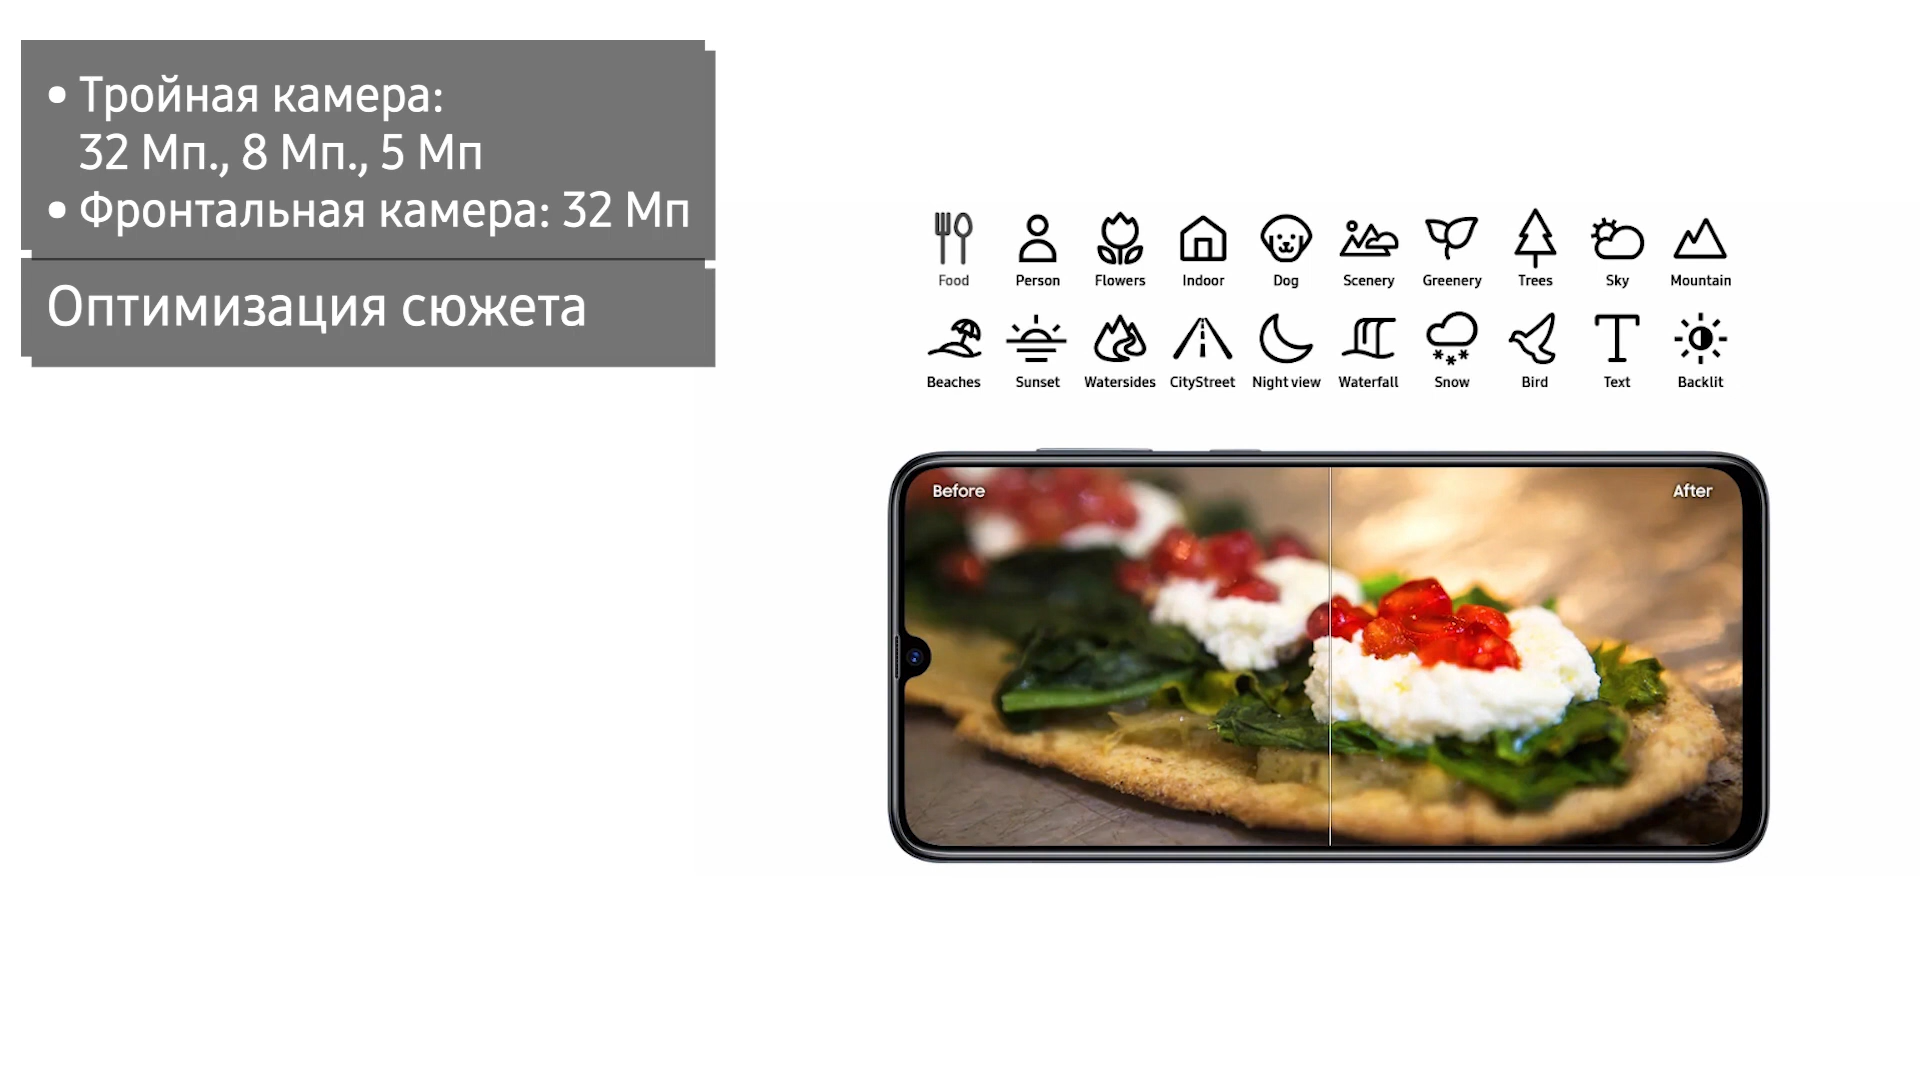 • Тройная камера:
32 Мп., 8 Мп., 5 Мп
• Фронтальная камера: 32 Мп
Оптимизация сюжета
Food Person Flowers Indoor Dog Scenery Greenery Trees Sky Mountain
Beaches Sunset Watersides CityStreet Night view Waterfall Snow Bird Text Backlit
Before After